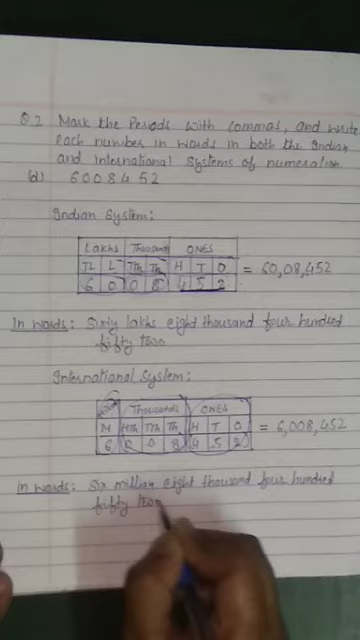 Q.2 Mark the Periods with commas, and write
each number in words in both the Indian
and International Systems of numeration
(d) 6008452
Indian System:
Lakhs Thousand ONES
TL L TTh Th H T O
6 0 0 8 4 5 2 = 60,08,452
In words: Sixty lakhs eight thousand four hundred
fifty two
International System:
Thousands ONES
M HTh TTh Th H T O
6 0 0 8 4 5 2 = 6,008,452
In words: Six million eight thousand four hundred
fifty two